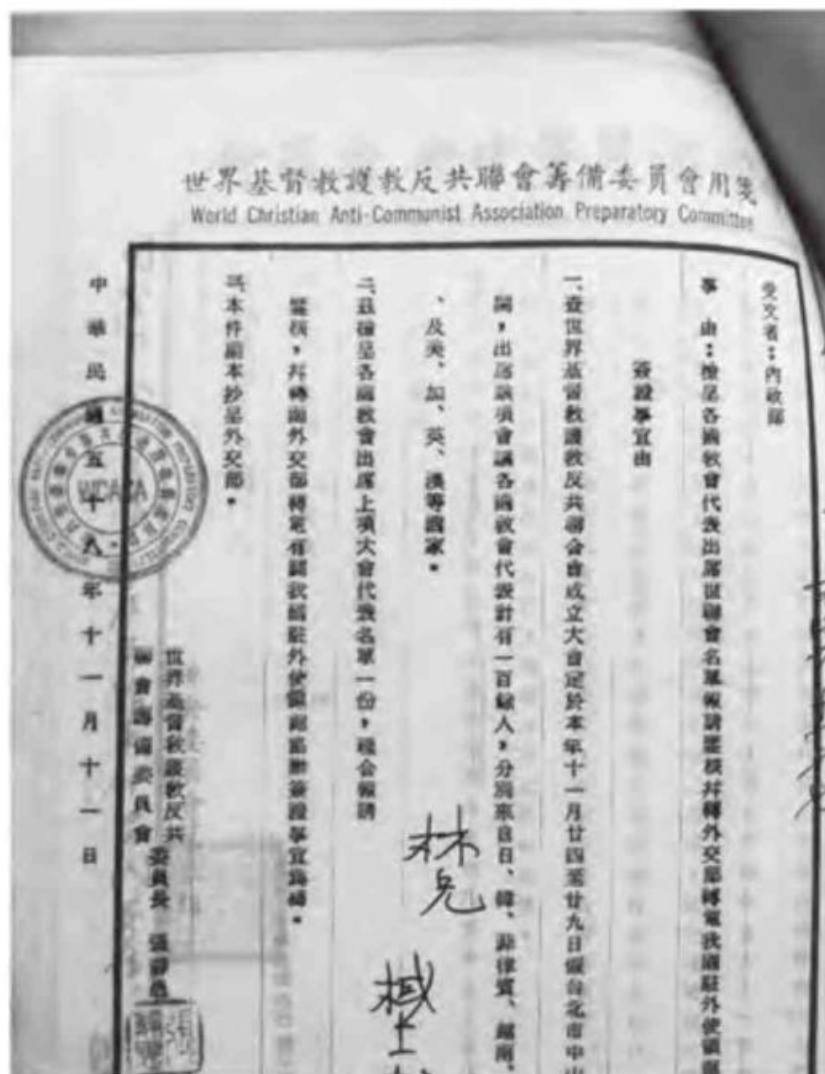 世界基督教護教反共聯會籌備委員會用箋
World Christian Anti-Communist Association Preparatory Committee
受文者：內政部
事　由：檢呈各國教會代表出席世聯會名單報請鑒核并轉外交部轉電我國駐外使領館
簽證事宜由
一、查世界基督教護教反共聯合會成立大會定於本年十一月廿四至廿九日假台北市中山
開，出席該項會議各國教會代表計有一百餘人，分別來自日、韓、菲律賓、越南、
、及美、加、英、澳等國家。
二、茲檢呈各國教會出席上項大會代表名單一份，備會報請
鑒核，并轉請外交部轉電有關我國駐外使領館惠辦簽證事宜為禱。
三、本件副本抄呈外交部。
世界基督教護教反共
聯會籌備委員會
委員長　張
中華民國五十八年十一月十一日
WCACA
林